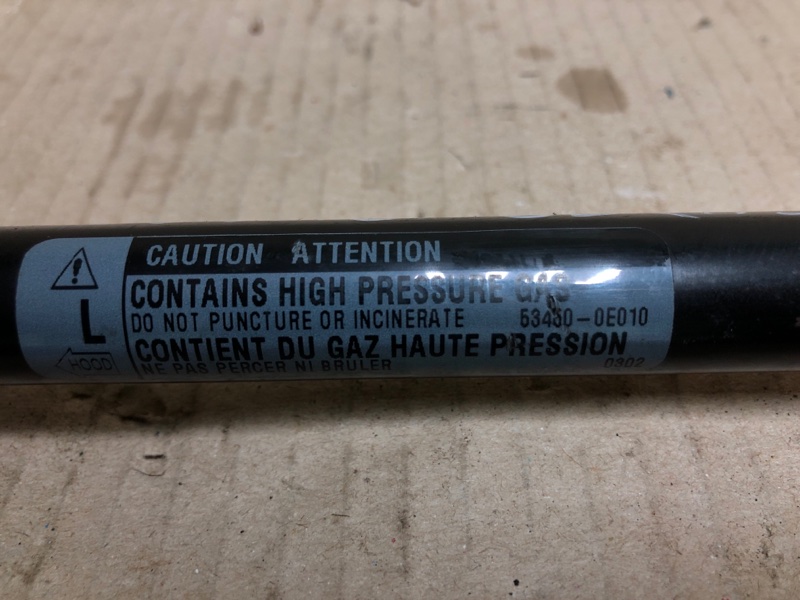 CAUTION ATTENTION
CONTAINS HIGH PRESSURE GAS
DO NOT PUNCTURE OR INCINERATE 53450-0E010
CONTIENT DU GAZ HAUTE PRESSION
NE PAS PERCER NI BRULER 0302
L
HOOD